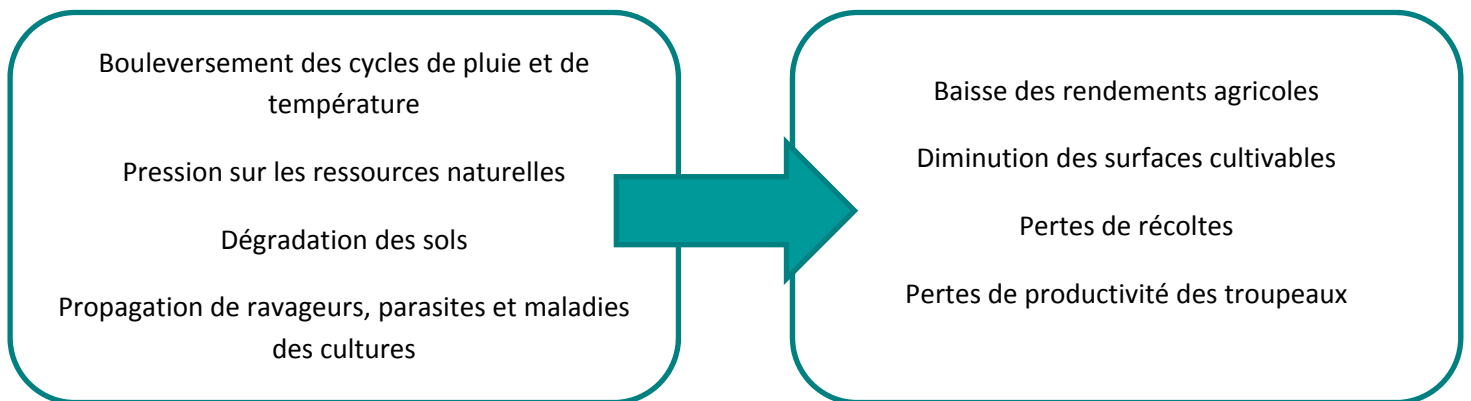 Bouleversement des cycles de pluie et de
température
Pression sur les ressources naturelles
Dégradation des sols
Propagation de ravageurs, parasites et maladies
des cultures
Baisse des rendements agricoles
Diminution des surfaces cultivables
Pertes de récoltes
Pertes de productivité des troupeaux